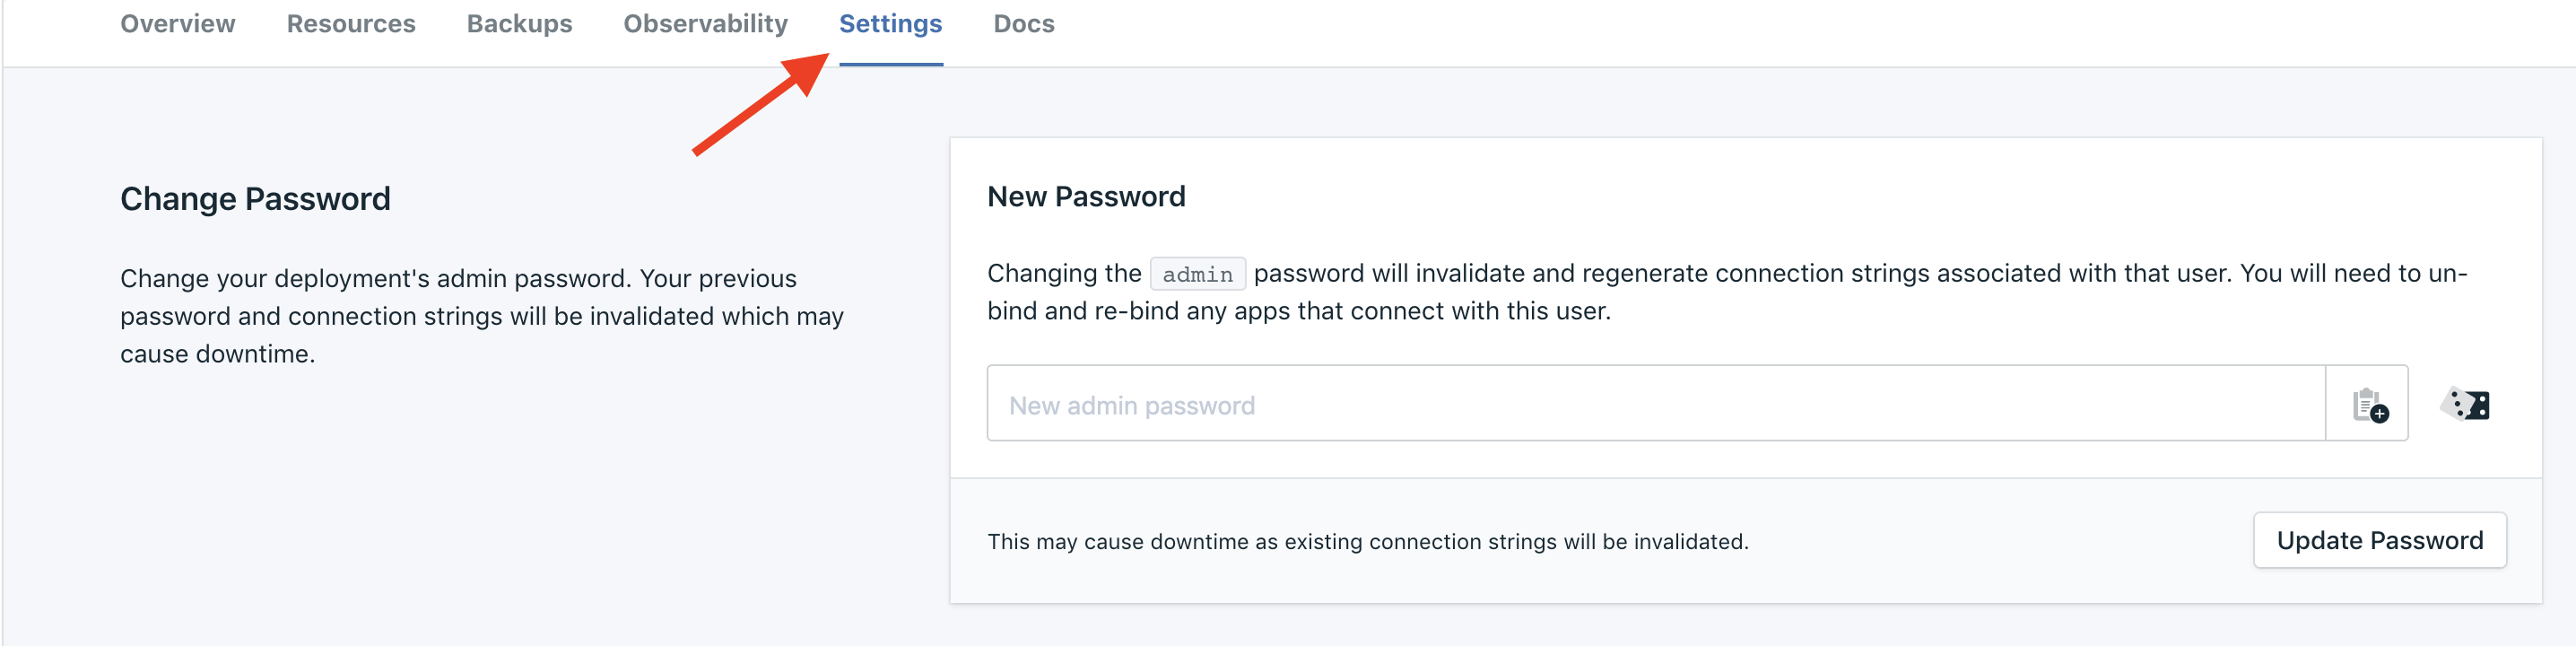 Overview Resources Backups Observability Settings Docs
Change Password
Change your deployment's admin password. Your previous
password and connection strings will be invalidated which may
cause downtime.
New Password
Changing the admin password will invalidate and regenerate connection strings associated with that user. You will need to un-
bind and re-bind any apps that connect with this user.
New admin password
This may cause downtime as existing connection strings will be invalidated.
Update Password